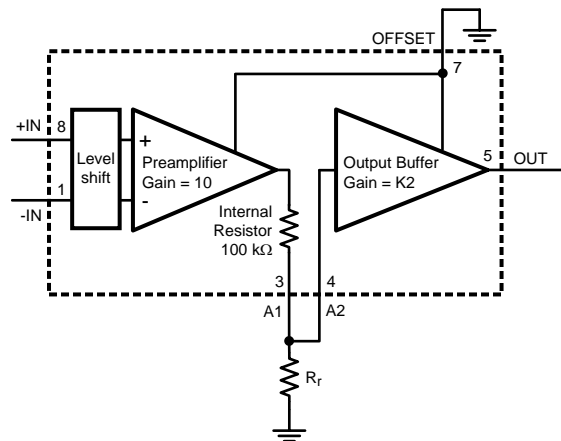 OFFSET
7
+IN
8
Level
shift
-IN
1
+
-
Preamplifier
Gain = 10
Internal
Resistor
100 kΩ
Output Buffer
Gain = K2
5
OUT
3
4
A1
A2
Rr